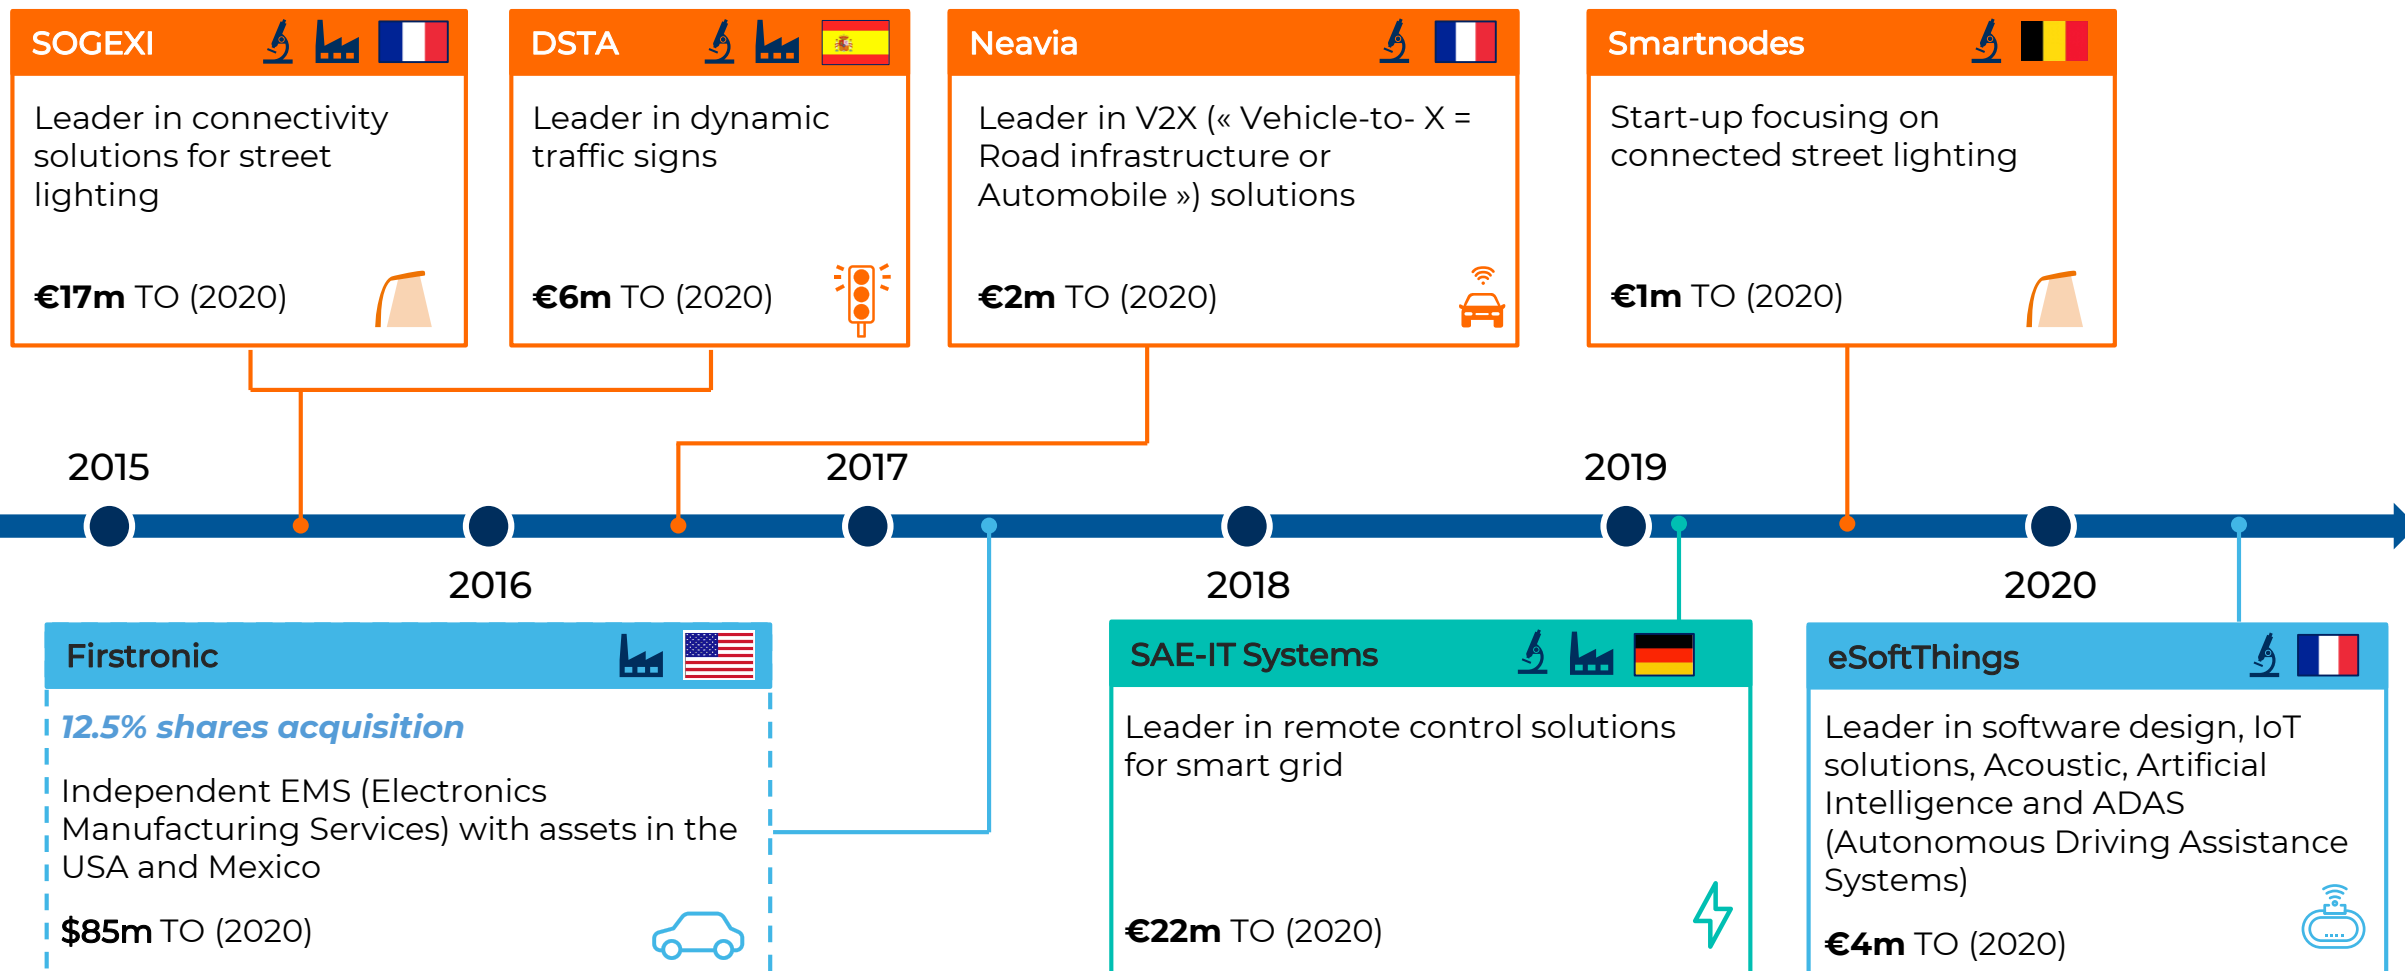 SOGEXI
Leader in connectivity
solutions for street
lighting
€17m TO (2020)
DSTA
Leader in dynamic
traffic signs
€6m TO (2020)
Neavia
Leader in V2X (« Vehicle-to- X =
Road infrastructure or
Automobile ») solutions
€2m TO (2020)
Smartnodes
Start-up focusing on
connected street lighting
€1m TO (2020)
2015
2016
2017
2018
2019
2020
Firstronic
12.5% shares acquisition
Independent EMS (Electronics
Manufacturing Services) with assets in the
USA and Mexico
$85m TO (2020)
SAE-IT Systems
Leader in remote control solutions
for smart grid
€22m TO (2020)
eSoftThings
Leader in software design, IoT
solutions, Acoustic, Artificial
Intelligence and ADAS
(Autonomous Driving Assistance
Systems)
€4m TO (2020)